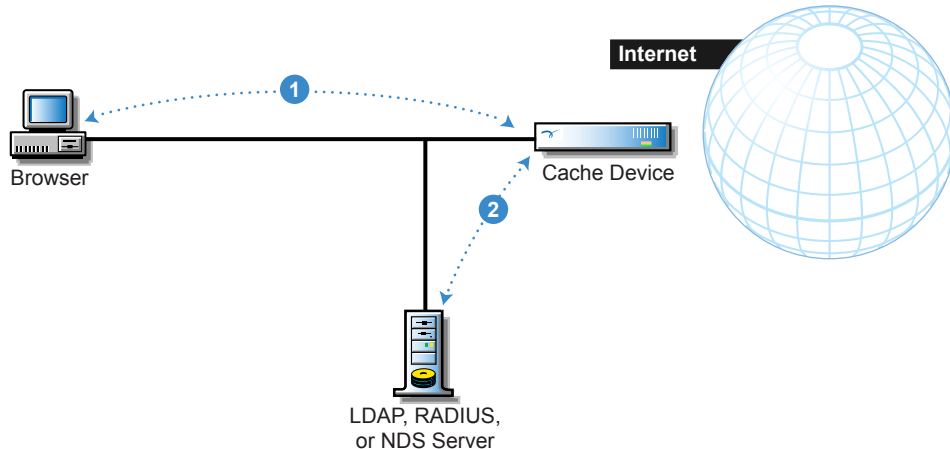 Internet
1
Browser
Cache Device
2
LDAP, RADIUS,
or NDS Server